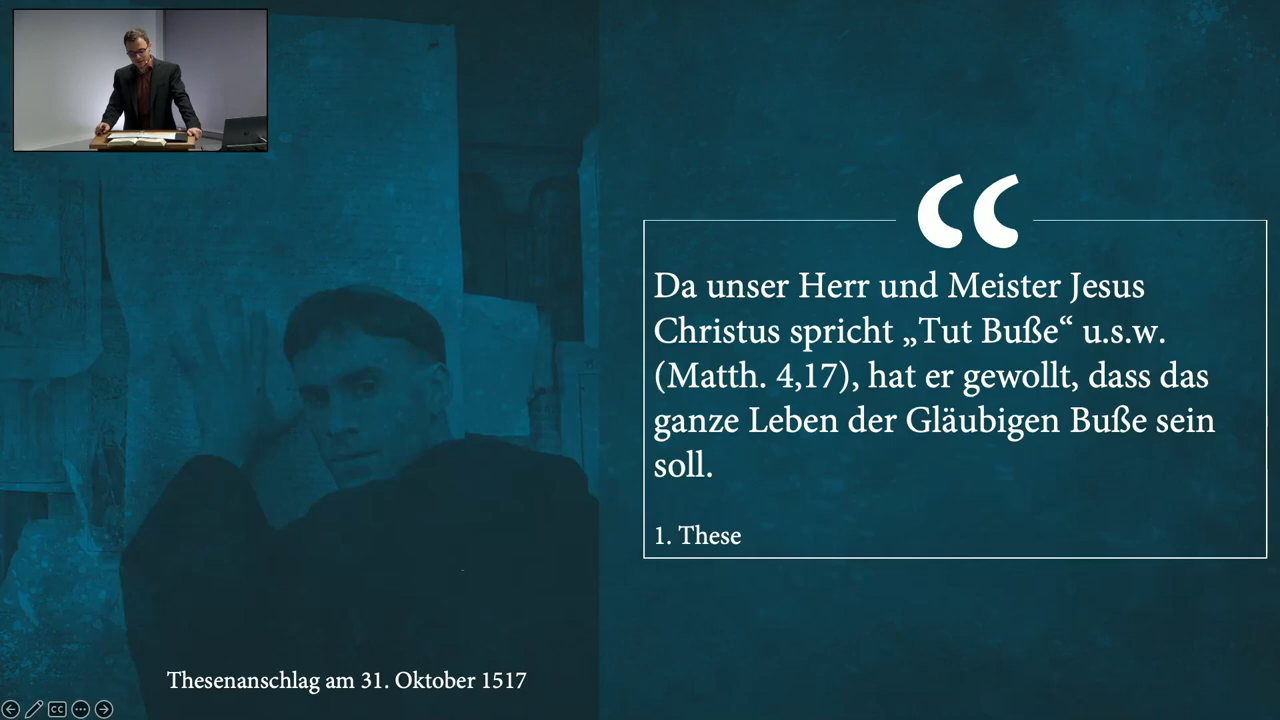 Da unser Herr und Meister Jesus
Christus spricht „Tut Buße“ u.s.w.
(Matth. 4,17), hat er gewollt, dass das
ganze Leben der Gläubigen Buße sein
soll.
1. These
Thesenanschlag am 31. Oktober 1517
CC